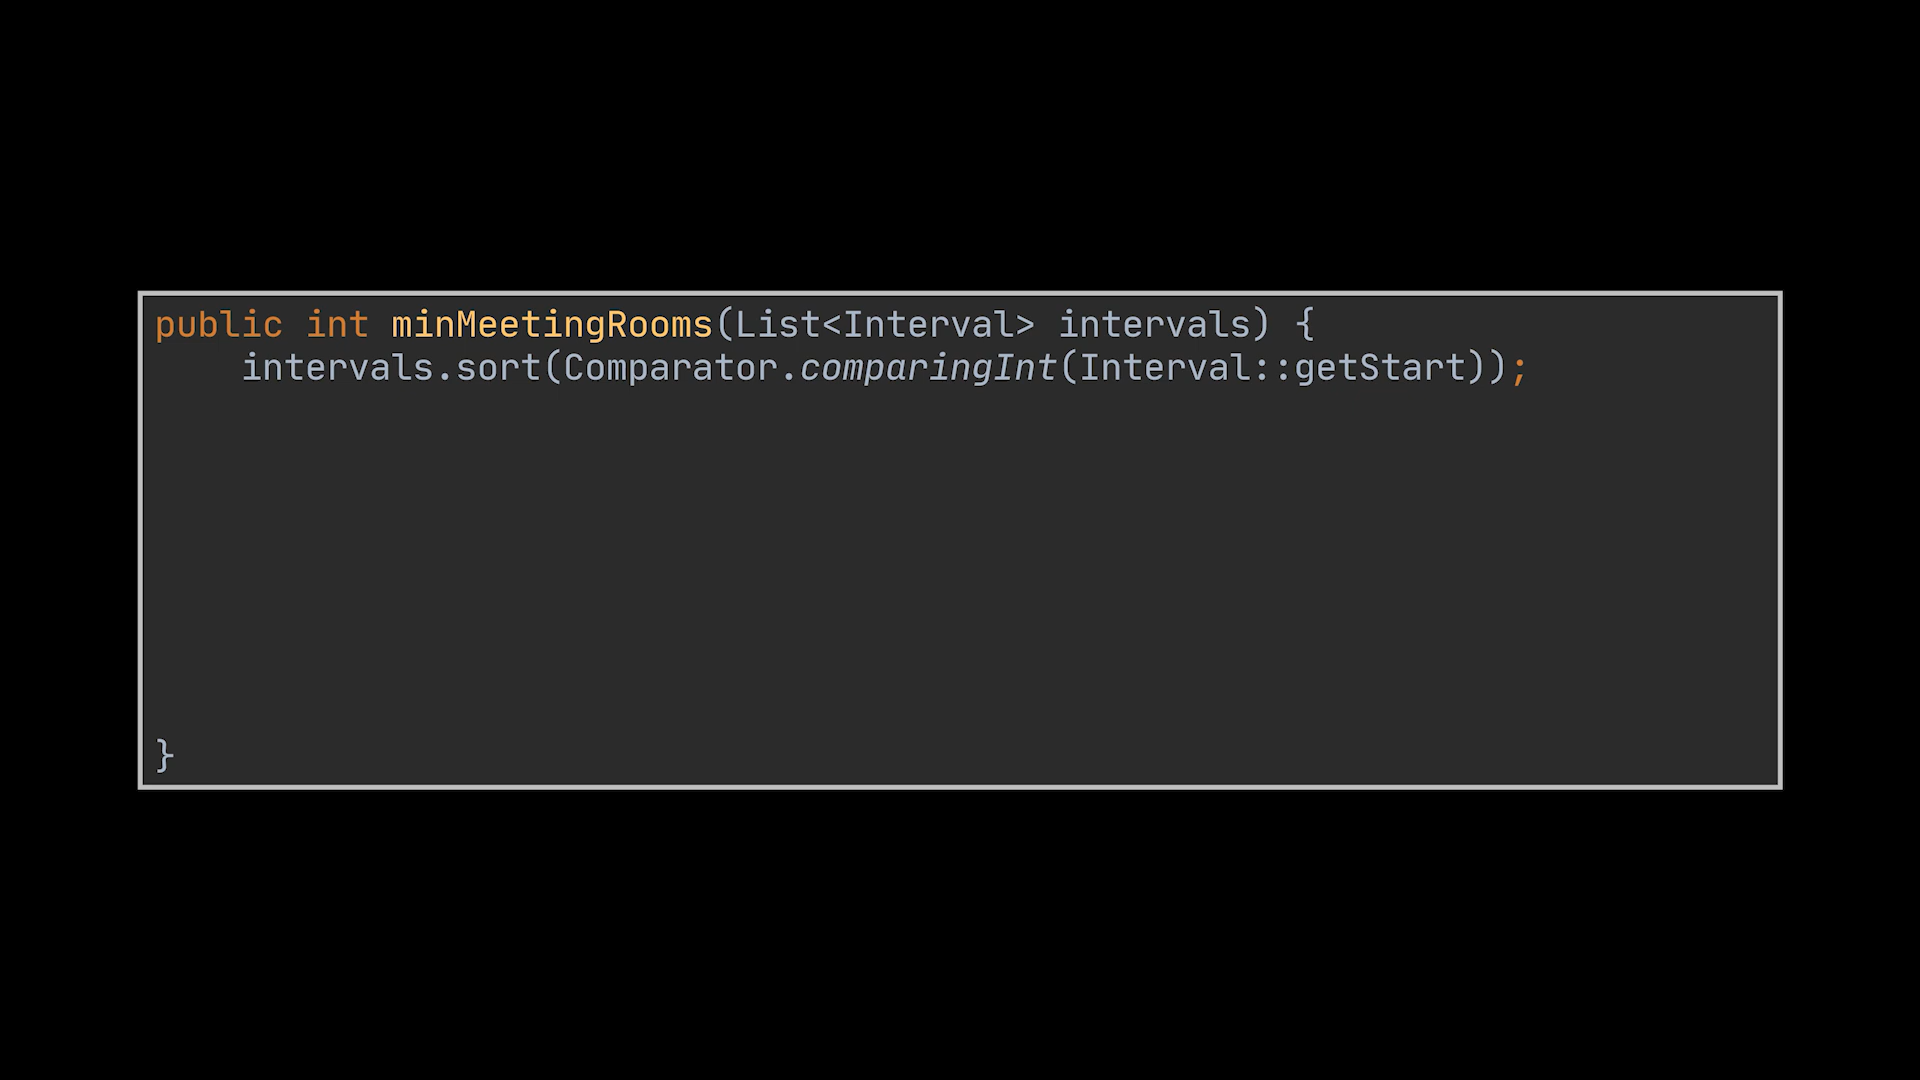 public int minMeetingRooms(List<Interval> intervals) {
    intervals.sort(Comparator.comparingInt(Interval::getStart));
}